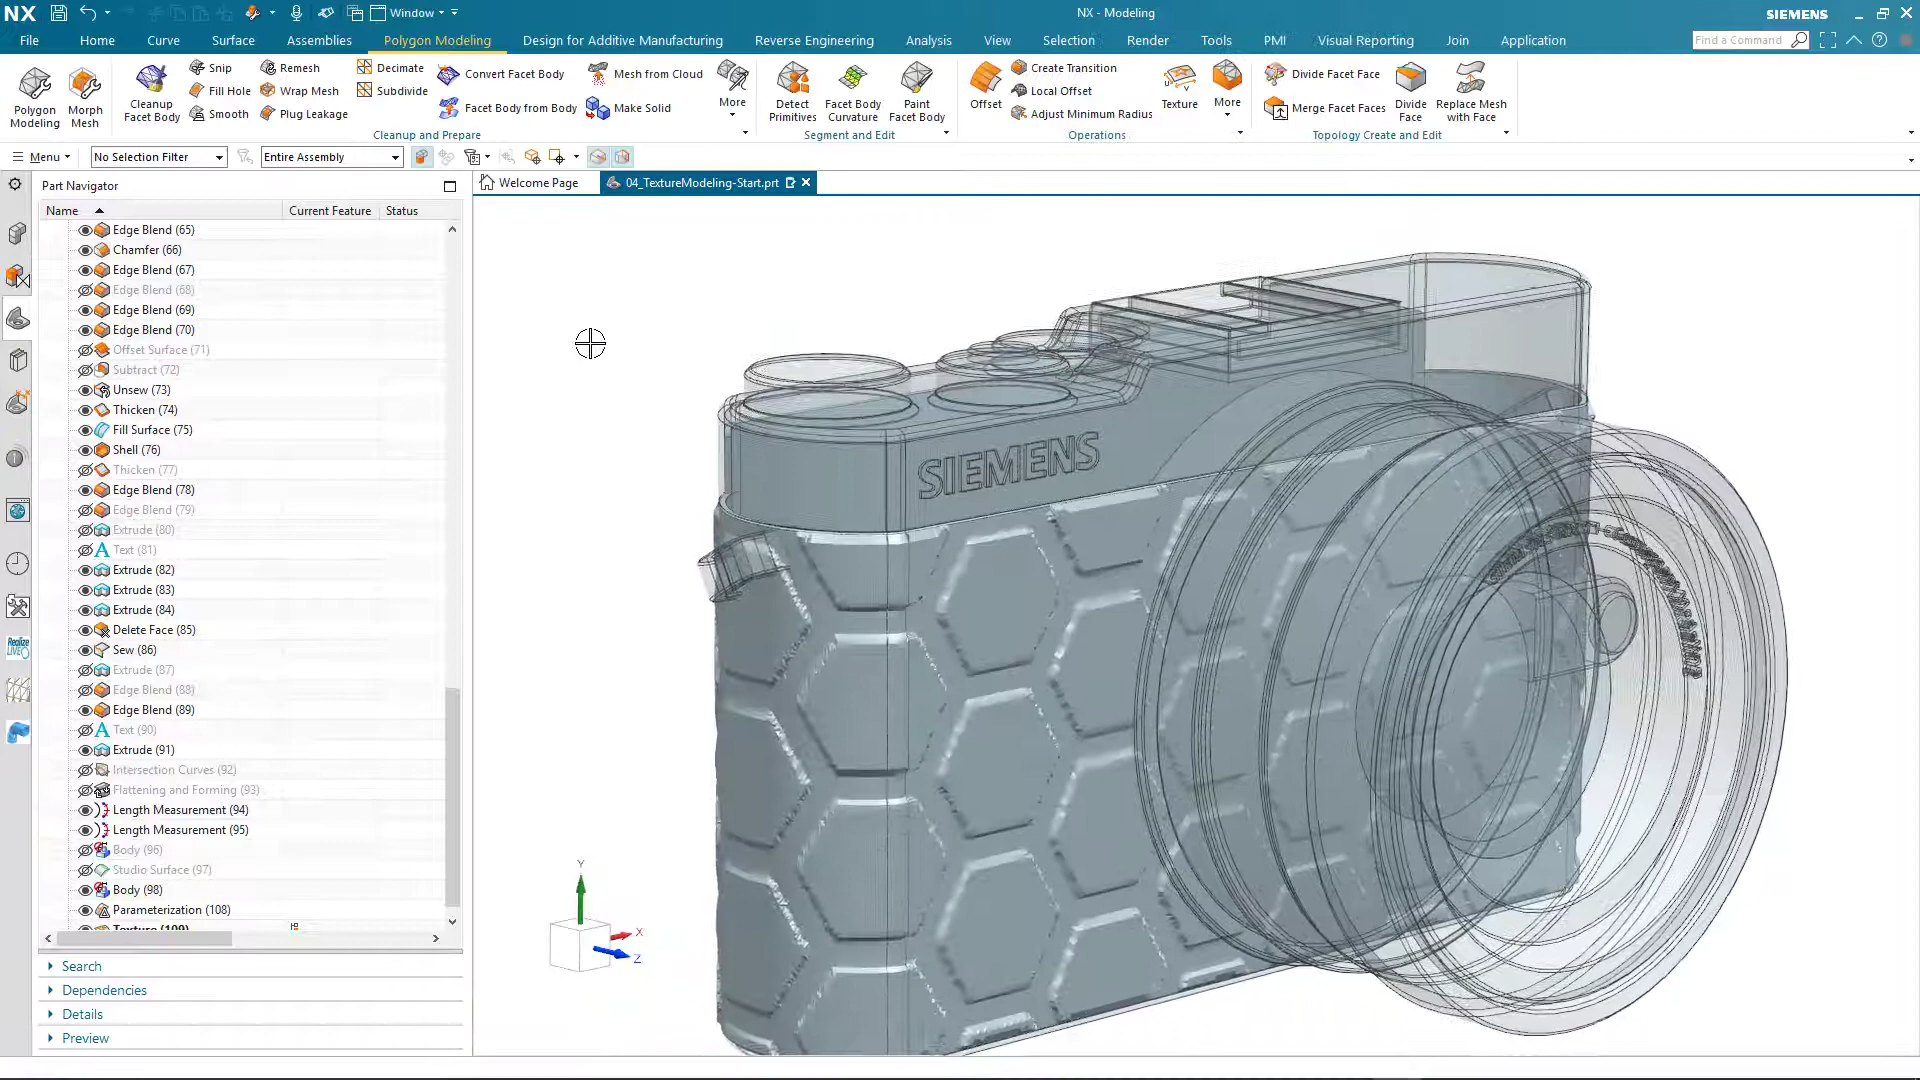 NX
Window
NX - Modeling
SIEMENS
File
Home
Curve
Surface
Assemblies
Polygon Modeling
Design for Additive Manufacturing
Reverse Engineering
Analysis
View
Selection
Render
Tools
PMI
Visual Reporting
Join
Application
Find a Command
Polygon Modeling
Morph Mesh
Cleanup Facet Body
Snip
Fill Hole
Smooth
Remesh
Wrap Mesh
Plug Leakage
Decimate
Subdivide
Convert Facet Body
Facet Body from Body
Mesh from Cloud
Make Solid
More
Cleanup and Prepare
Detect Primitives
Facet Body Curvature
Paint Facet Body
Segment and Edit
Offset
Create Transition
Local Offset
Adjust Minimum Radius
Texture
More
Operations
Divide Facet Face
Merge Facet Faces
Divide Face
Replace Mesh with Face
Topology Create and Edit
Menu
No Selection Filter
Entire Assembly
Part Navigator
Welcome Page
04_TextureModeling-Start.prt
Name
Current Feature
Status
Edge Blend (65)
Chamfer (66)
Edge Blend (67)
Edge Blend (68)
Edge Blend (69)
Edge Blend (70)
Offset Surface (71)
Subtract (72)
Unsew (73)
Thicken (74)
Fill Surface (75)
Shell (76)
Thicken (77)
Edge Blend (78)
Edge Blend (79)
Extrude (80)
Text (81)
Extrude (82)
Extrude (83)
Extrude (84)
Delete Face (85)
Sew (86)
Extrude (87)
Edge Blend (88)
Edge Blend (89)
Text (90)
Extrude (91)
Intersection Curves (92)
Flattening and Forming (93)
Length Measurement (94)
Length Measurement (95)
Body (96)
Studio Surface (97)
Body (98)
Parameterization (108)
Texture (109)
Search
Dependencies
Details
Preview
Realize
LIVE
SIEMENS
Y
X
Z